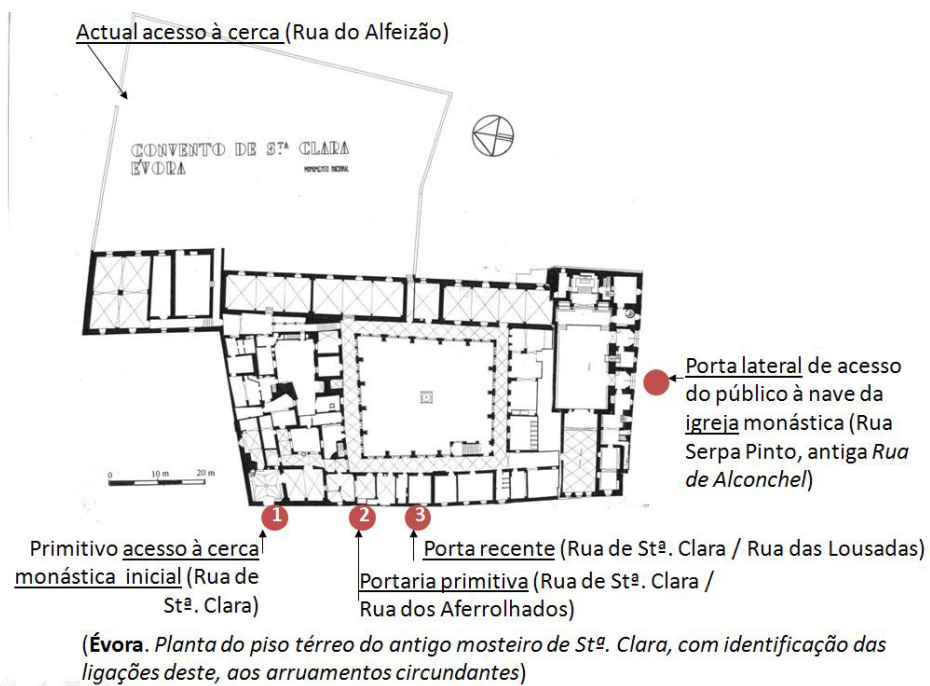 Actual acesso à cerca (Rua do Alfeizão)
CONVENTO DE STA CLARA
ÉVORA
MONUMENTO NACIONAL
Porta lateral de acesso
do público à nave da
igreja monástica (Rua
Serpa Pinto, antiga Rua
de Alconchel)
0 10 m 20 m
1
2
3
Primitivo acesso à cerca
monástica inicial (Rua de
Stª. Clara)
Porta recente (Rua de Stª. Clara / Rua das Lousadas)
Portaria primitiva (Rua de Stª. Clara /
Rua dos Aferrolhados)
(Évora. Planta do piso térreo do antigo mosteiro de Stª. Clara, com identificação das
ligações deste, aos arruamentos circundantes)